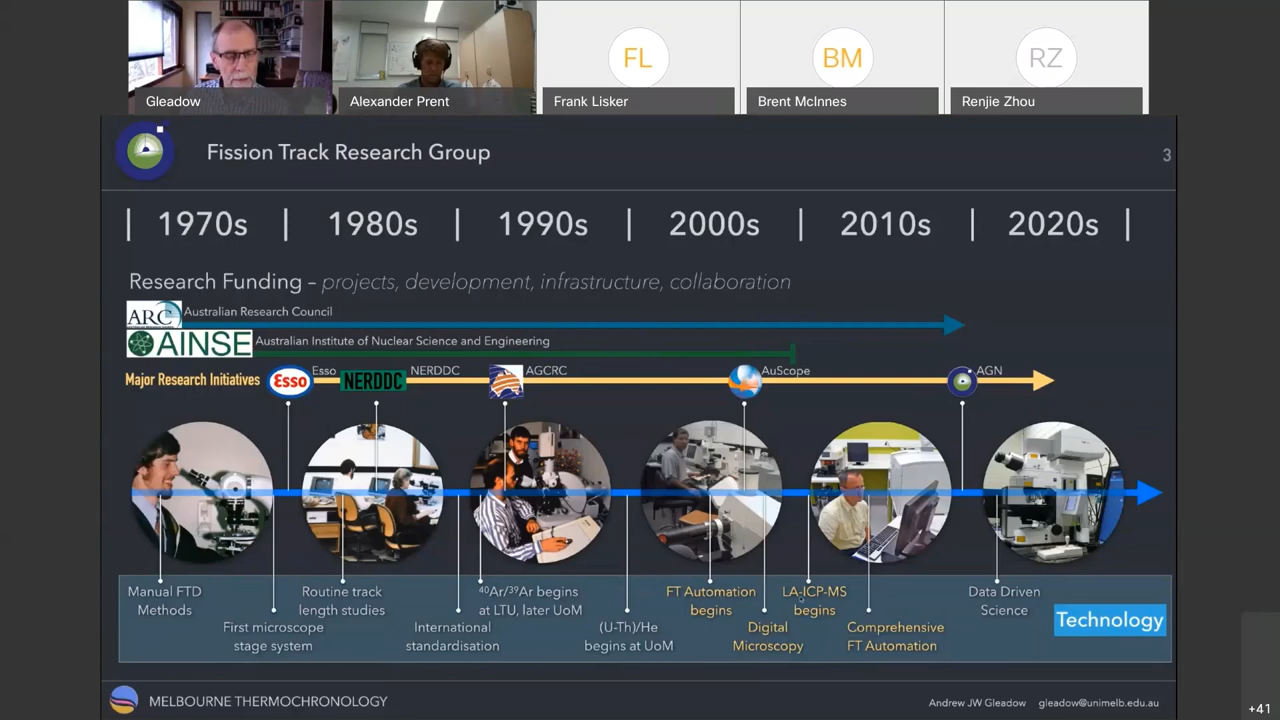 FL
BM
RZ
Gleadow
Alexander Prent
Frank Lisker
Brent McInnes
Renjie Zhou
Fission Track Research Group
3
| 1970s | 1980s | 1990s | 2000s | 2010s | 2020s |
Research Funding – projects, development, infrastructure, collaboration
ARC Australian Research Council
AINSE Australian Institute of Nuclear Science and Engineering
Major Research Initiatives
Esso Esso
NERDDC NERDDC
AGCRC
AuScope
AGN
Manual FTD
Methods
First microscope
stage system
Routine track
length studies
International
standardisation
⁴⁰Ar/³⁹Ar begins
at LTU, later UoM
(U-Th)/He
begins at UoM
FT Automation
begins
Digital
Microscopy
LA-ICP-MS
begins
Comprehensive
FT Automation
Data Driven
Science
Technology
MELBOURNE THERMOCHRONOLOGY
Andrew JW Gleadow gleadow@unimelb.edu.au
+41